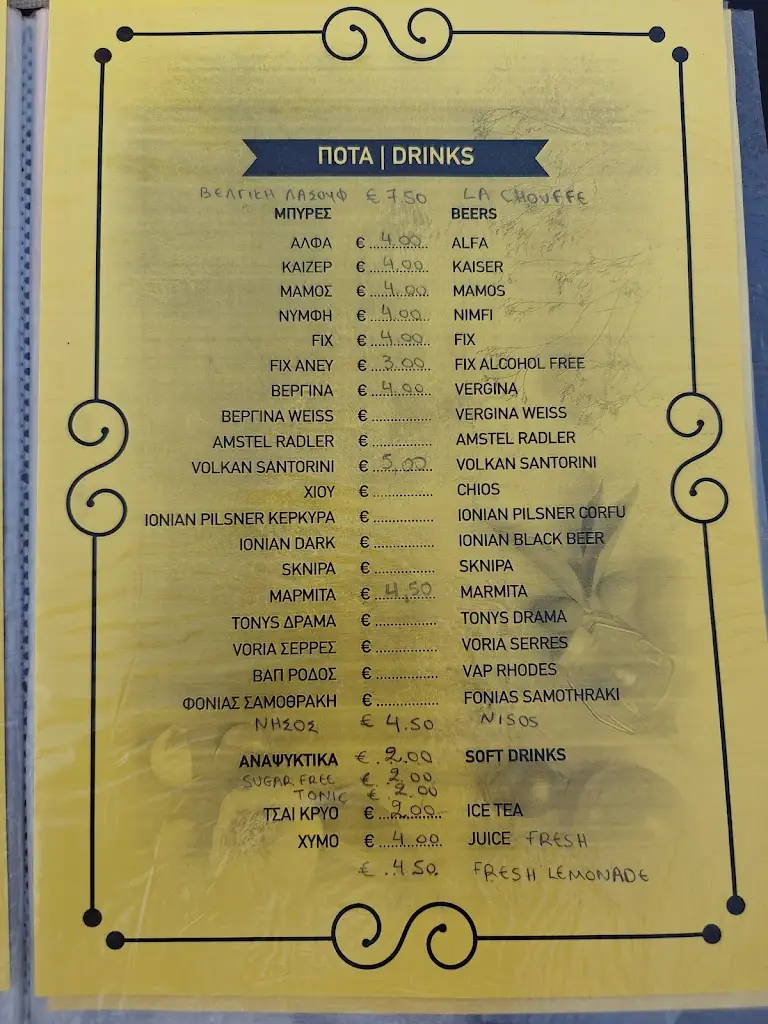 ΠΟΤΑ | DRINKS
ΒΕΛΓΙΚΗ ΛΑΣΟΥΦ € 7.50 LA CHOUFFE
ΜΠΥΡΕΣ BEERS
ΑΛΦΑ € 4.00 ALFA
ΚΑΙΖΕΡ € 4.00 KAISER
ΜΑΜΟΣ € 4.00 MAMOS
ΝΥΜΦΗ € 4.00 NIMFI
FIX € 4.00 FIX
FIX ΑΝΕΥ € 3.00 FIX ALCOHOL FREE
ΒΕΡΓΙΝΑ € 4.00 VERGINA
ΒΕΡΓΙΝΑ WEISS €............... VERGINA WEISS
AMSTEL RADLER €............... AMSTEL RADLER
VOLKAN SANTORINI € 5,00 VOLKAN SANTORINI
ΧΙΟΥ €............... CHIOS
IONIAN PILSNER ΚΕΡΚΥΡΑ €............... IONIAN PILSNER CORFU
IONIAN DARK €............... IONIAN BLACK BEER
SKNIPA €............... SKNIPA
ΜΑΡΜΙΤΑ € 4,50 MARMITA
TONYS ΔΡΑΜΑ €............... TONYS DRAMA
VORIA ΣΕΡΡΕΣ €............... VORIA SERRES
ΒΑΠ ΡΟΔΟΣ €............... VAP RHODES
ΦΟΝΙΑΣ ΣΑΜΟΘΡΑΚΗ €............... FONIAS SAMOTHRAKI
ΝΗΣΟΣ € 4.50 NISOS
ΑΝΑΨΥΚΤΙΚΑ € 2.00 SOFT DRINKS
SUGAR FREE € 2.00
TONIC € 2.00
ΤΣΑΙ ΚΡΥΟ € 2.00 ICE TEA
ΧΥΜΟ € 4.00 JUICE FRESH
€ 4.50 FRESH LEMONADE